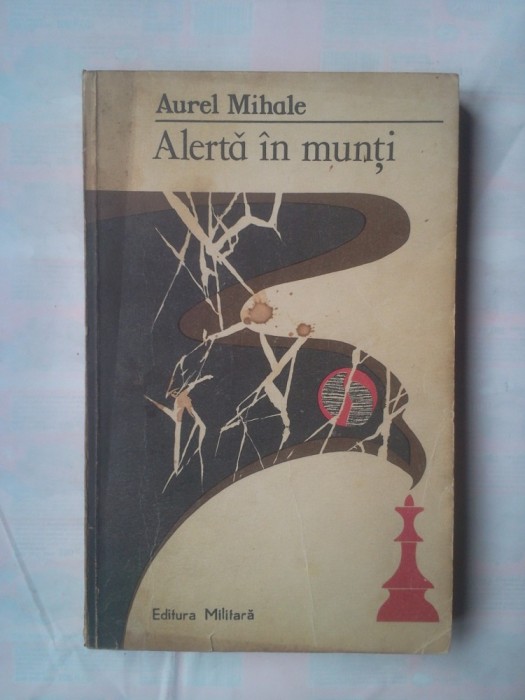 Aurel Mihale
Alertă în munți
Editura Militară